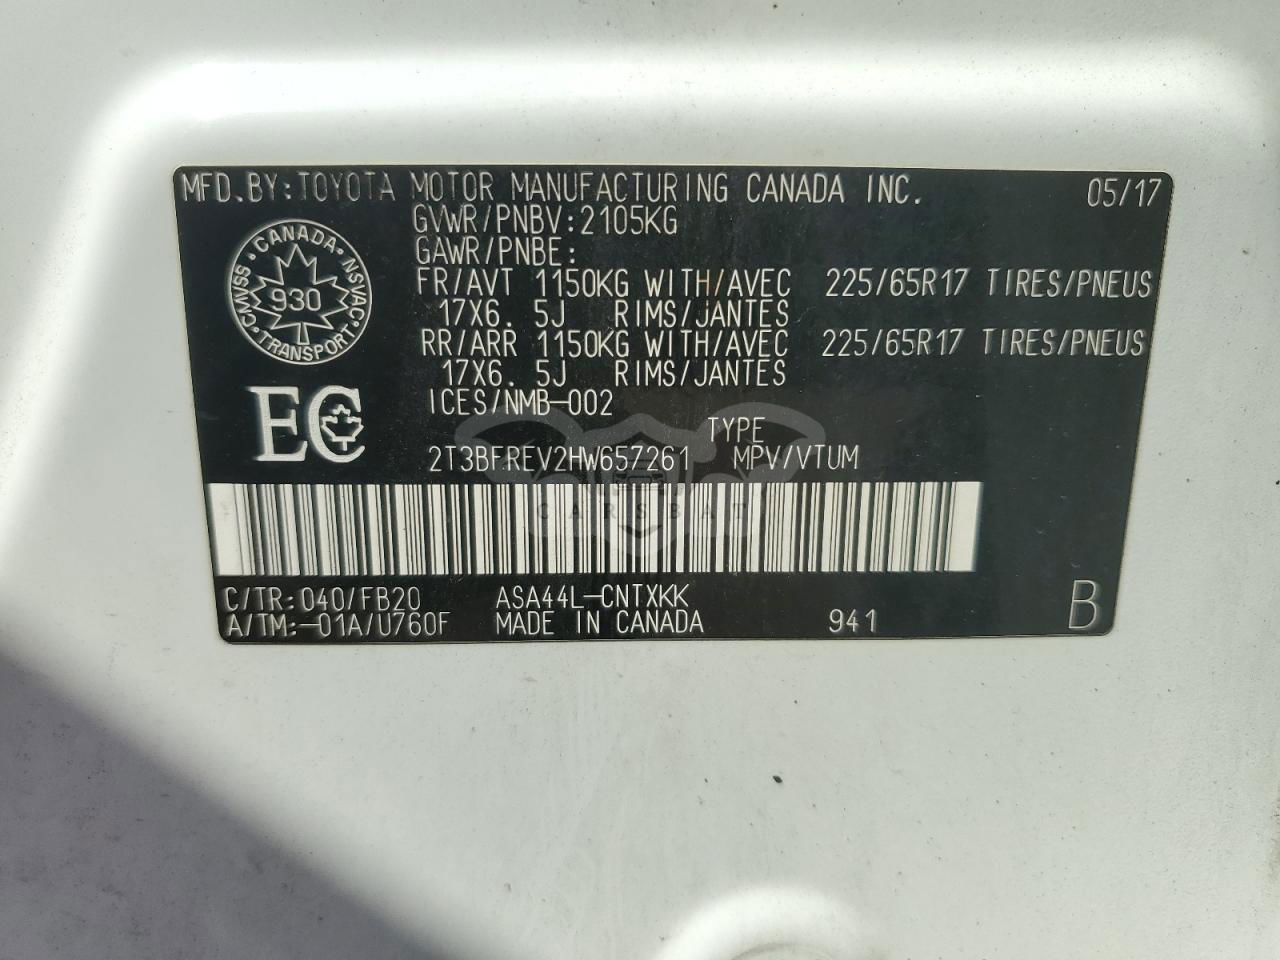 MFD.BY:TOYOTA MOTOR MANUFACTURING CANADA INC. 05/17
GVWR/PNBV:2105KG
GAWR/PNBE:
FR/AVT 1150KG WITH/AVEC 225/65R17 TIRES/PNEUS
17X6. 5J RIMS/JANTES
RR/ARR 1150KG WITH/AVEC 225/65R17 TIRES/PNEUS
17X6. 5J RIMS/JANTES
ICES/NMB-002
CANADA
CMVSS 930 NSVAC
TRANSPORT
EC
TYPE
2T3BFREV2HW657261 MPV/VTUM
CARSBAT
C/TR:040/FB20 ASA44L-CNTXKK
A/TM:-01A/U760F MADE IN CANADA 941 B